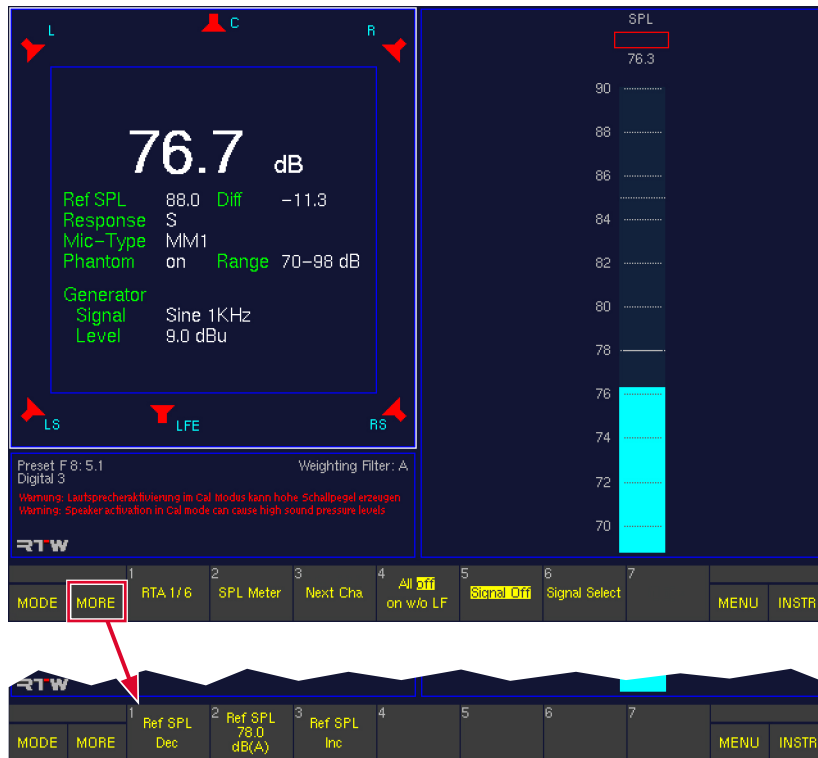 L
C
R
76.7 dB
Ref SPL 88.0 Diff −11.3
Response S
Mic−Type MM1
Phantom on Range 70−98 dB
Generator
Signal Sine 1KHz
Level 9.0 dBu
LS
LFE
RS
Preset F 8: 5.1 Weighting Filter: A
Digital 3
Warnung: Lautsprecheraktivierung im Cal Modus kann hohe Schallpegel erzeugen
Warning: Speaker activation in Cal mode can cause high sound pressure levels
RTW
SPL
76.3
90
88
86
84
82
80
78
76
74
72
70
MODE
MORE
1 RTA 1/6
2 SPL Meter
3 Next Cha
4 All off
on w/o LF
5 Signal Off
6 Signal Select
7
MENU
INSTR
RTW
MODE
MORE
1 Ref SPL
Dec
2 Ref SPL
78.0
dB(A)
3 Ref SPL
Inc
4
5
6
7
MENU
INSTR